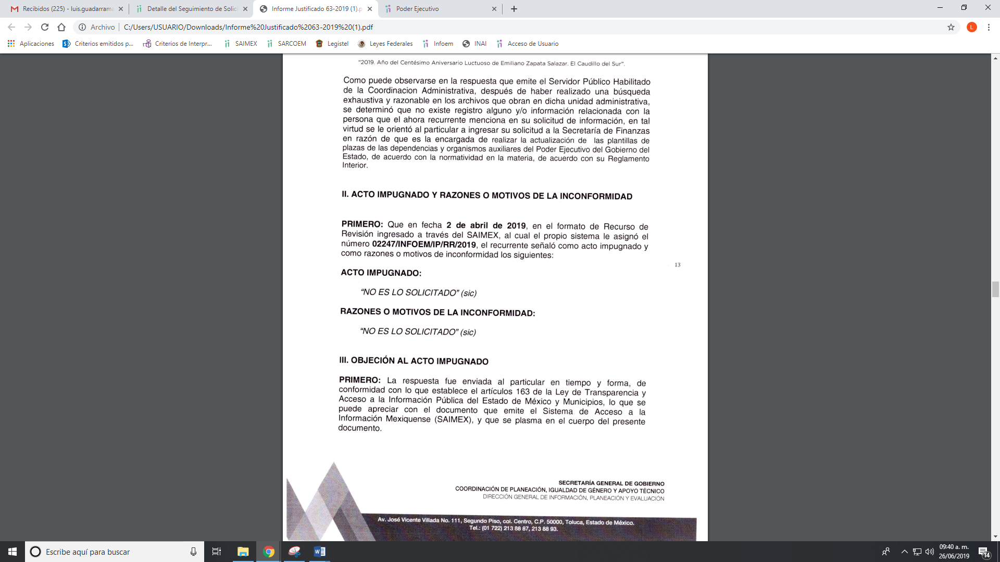 Recibidos (225) - luis.guadarrama
Detalle del Seguimiento de Solici
Informe Justificado 63-2019 (1).p
Poder Ejecutivo
Archivo
C:/Users/USUARIO/Downloads/Informe%20Justificado%2063-2019%20(1).pdf
L
Aplicaciones
Criterios emitidos p...
Criterios de Interpr...
SAIMEX
SARCOEM
Legistel
Leyes Federales
Infoem
INAI
Acceso de Usuario
"2019. Año del Centésimo Aniversario Luctuoso de Emiliano Zapata Salazar. El Caudillo del Sur".
Como puede observarse en la respuesta que emite el Servidor Público Habilitado
de la Coordinacion Administrativa, después de haber realizado una búsqueda
exhaustiva y razonable en los archivos que obran en dicha unidad administrativa,
se determinó que no existe registro alguno y/o información relacionada con la
persona que el ahora recurrente menciona en su solicitud de información, en tal
virtud se le orientó al particular a ingresar su solicitud a la Secretaría de Finanzas
en razón de que es la encargada de realizar la actualización de las plantillas de
plazas de las dependencias y organismos auxiliares del Poder Ejecutivo del Gobierno del
Estado, de acuerdo con la normatividad en la materia, de acuerdo con su Reglamento
Interior.
II. ACTO IMPUGNADO Y RAZONES O MOTIVOS DE LA INCONFORMIDAD
PRIMERO: Que en fecha 2 de abril de 2019, en el formato de Recurso de
Revisión ingresado a través del SAIMEX, al cual el propio sistema le asignó el
número 02247/INFOEM/IP/RR/2019, el recurrente señaló como acto impugnado y
como razones o motivos de inconformidad los siguientes:
13
ACTO IMPUGNADO:
"NO ES LO SOLICITADO" (sic)
RAZONES O MOTIVOS DE LA INCONFORMIDAD:
"NO ES LO SOLICITADO" (sic)
III. OBJECIÓN AL ACTO IMPUGNADO
PRIMERO: La respuesta fue enviada al particular en tiempo y forma, de
conformidad con lo que establece el artículos 163 de la Ley de Transparencia y
Acceso a la Información Pública del Estado de México y Municipios, lo que se
puede apreciar con el documento que emite el Sistema de Acceso a la
Información Mexiquense (SAIMEX), y que se plasma en el cuerpo del presente
documento.
SECRETARÍA GENERAL DE GOBIERNO
COORDINACIÓN DE PLANEACIÓN, IGUALDAD DE GÉNERO Y APOYO TÉCNICO
DIRECCIÓN GENERAL DE INFORMACIÓN, PLANEACIÓN Y EVALUACIÓN
Av. José Vicente Villada No. 111, Segundo Piso, col. Centro, C.P. 50000, Toluca, Estado de México.
Tel.: (01 722) 213 88 87, 213 88 93.
Escribe aquí para buscar
09:40 a. m.
26/06/2019
14